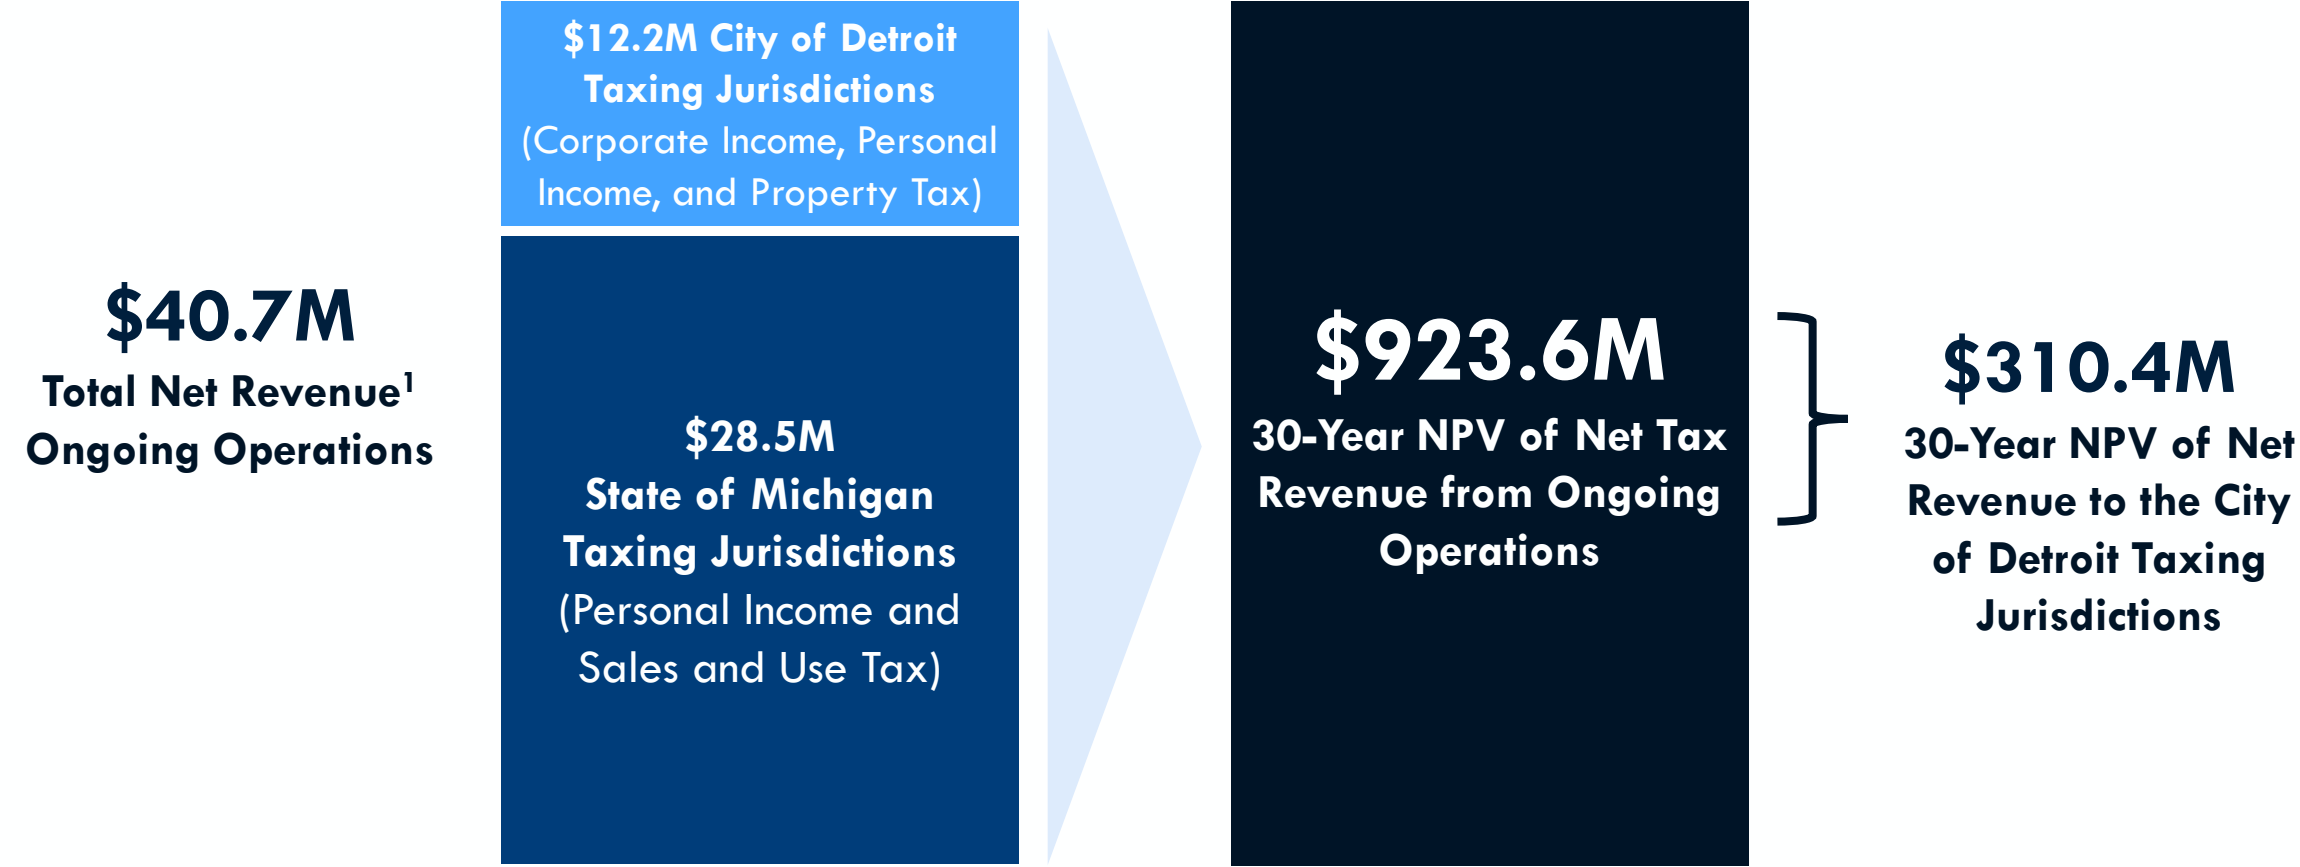 $40.7M
Total Net Revenue¹
Ongoing Operations
$12.2M City of Detroit
Taxing Jurisdictions
(Corporate Income, Personal
Income, and Property Tax)
$28.5M
State of Michigan
Taxing Jurisdictions
(Personal Income and
Sales and Use Tax)
$923.6M
30-Year NPV of Net Tax
Revenue from Ongoing
Operations
$310.4M
30-Year NPV of Net
Revenue to the City
of Detroit Taxing
Jurisdictions